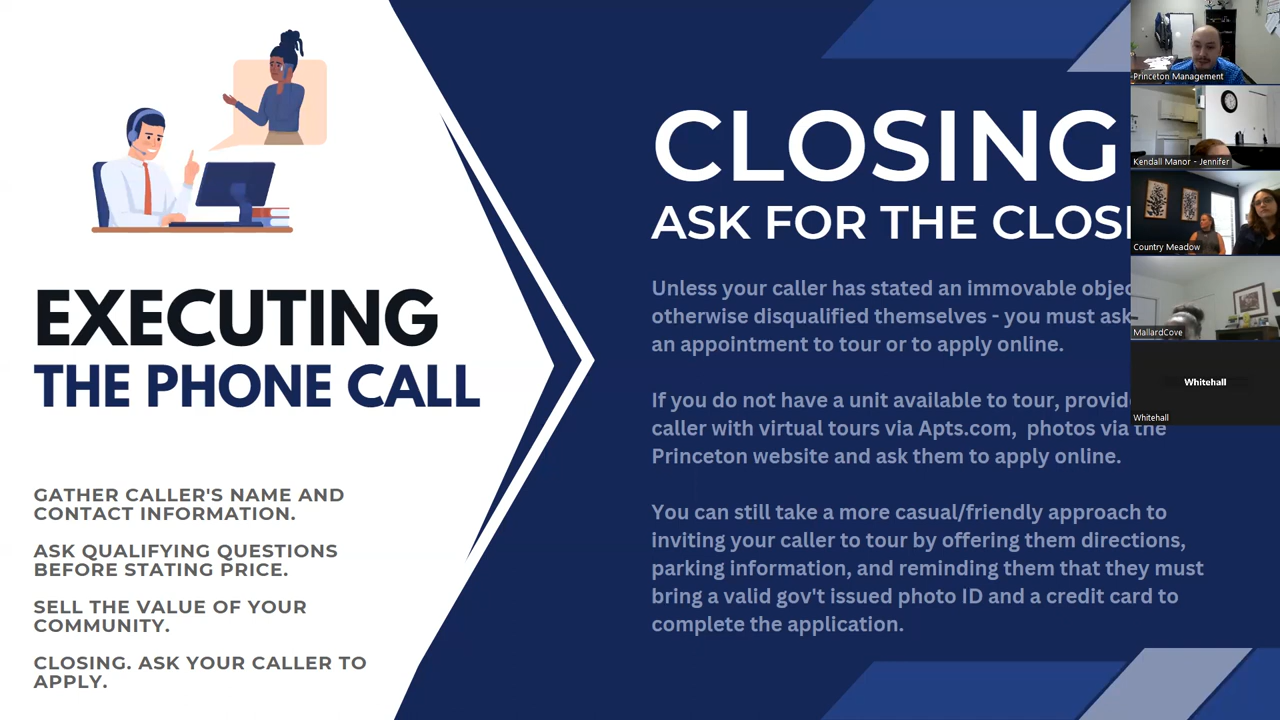 EXECUTING
THE PHONE CALL
GATHER CALLER'S NAME AND
CONTACT INFORMATION.
ASK QUALIFYING QUESTIONS
BEFORE STATING PRICE.
SELL THE VALUE OF YOUR
COMMUNITY.
CLOSING. ASK YOUR CALLER TO
APPLY.
CLOSING
ASK FOR THE
Unless your caller has stated an immovable
otherwise disqualified themselves - you must ask
an appointment to tour or to apply online.
If you do not have a unit available to tour,
caller with virtual tours via Apts.com, photos via the
Princeton website and ask them to apply online.
You can still take a more casual/friendly approach to
inviting your caller to tour by offering them directions,
parking information, and reminding them that they must
bring a valid gov't issued photo ID and a credit card to
complete the application.
Princeton Management
Kendall Manor - Jennifer
Country Meadow
MallardCove
Whitehall
Whitehall